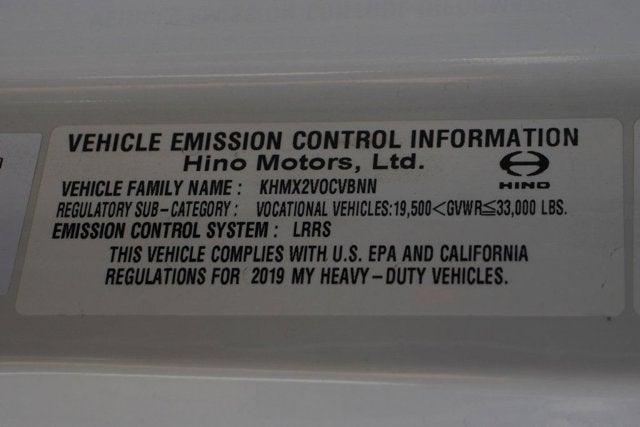 VEHICLE EMISSION CONTROL INFORMATION
Hino Motors, Ltd.
HINO
VEHICLE FAMILY NAME : KHMX2VOCVBNN
REGULATORY SUB-CATEGORY : VOCATIONAL VEHICLES:19,500<GVWR≦33,000 LBS.
EMISSION CONTROL SYSTEM : LRRS
THIS VEHICLE COMPLIES WITH U.S. EPA AND CALIFORNIA
REGULATIONS FOR 2019 MY HEAVY-DUTY VEHICLES.